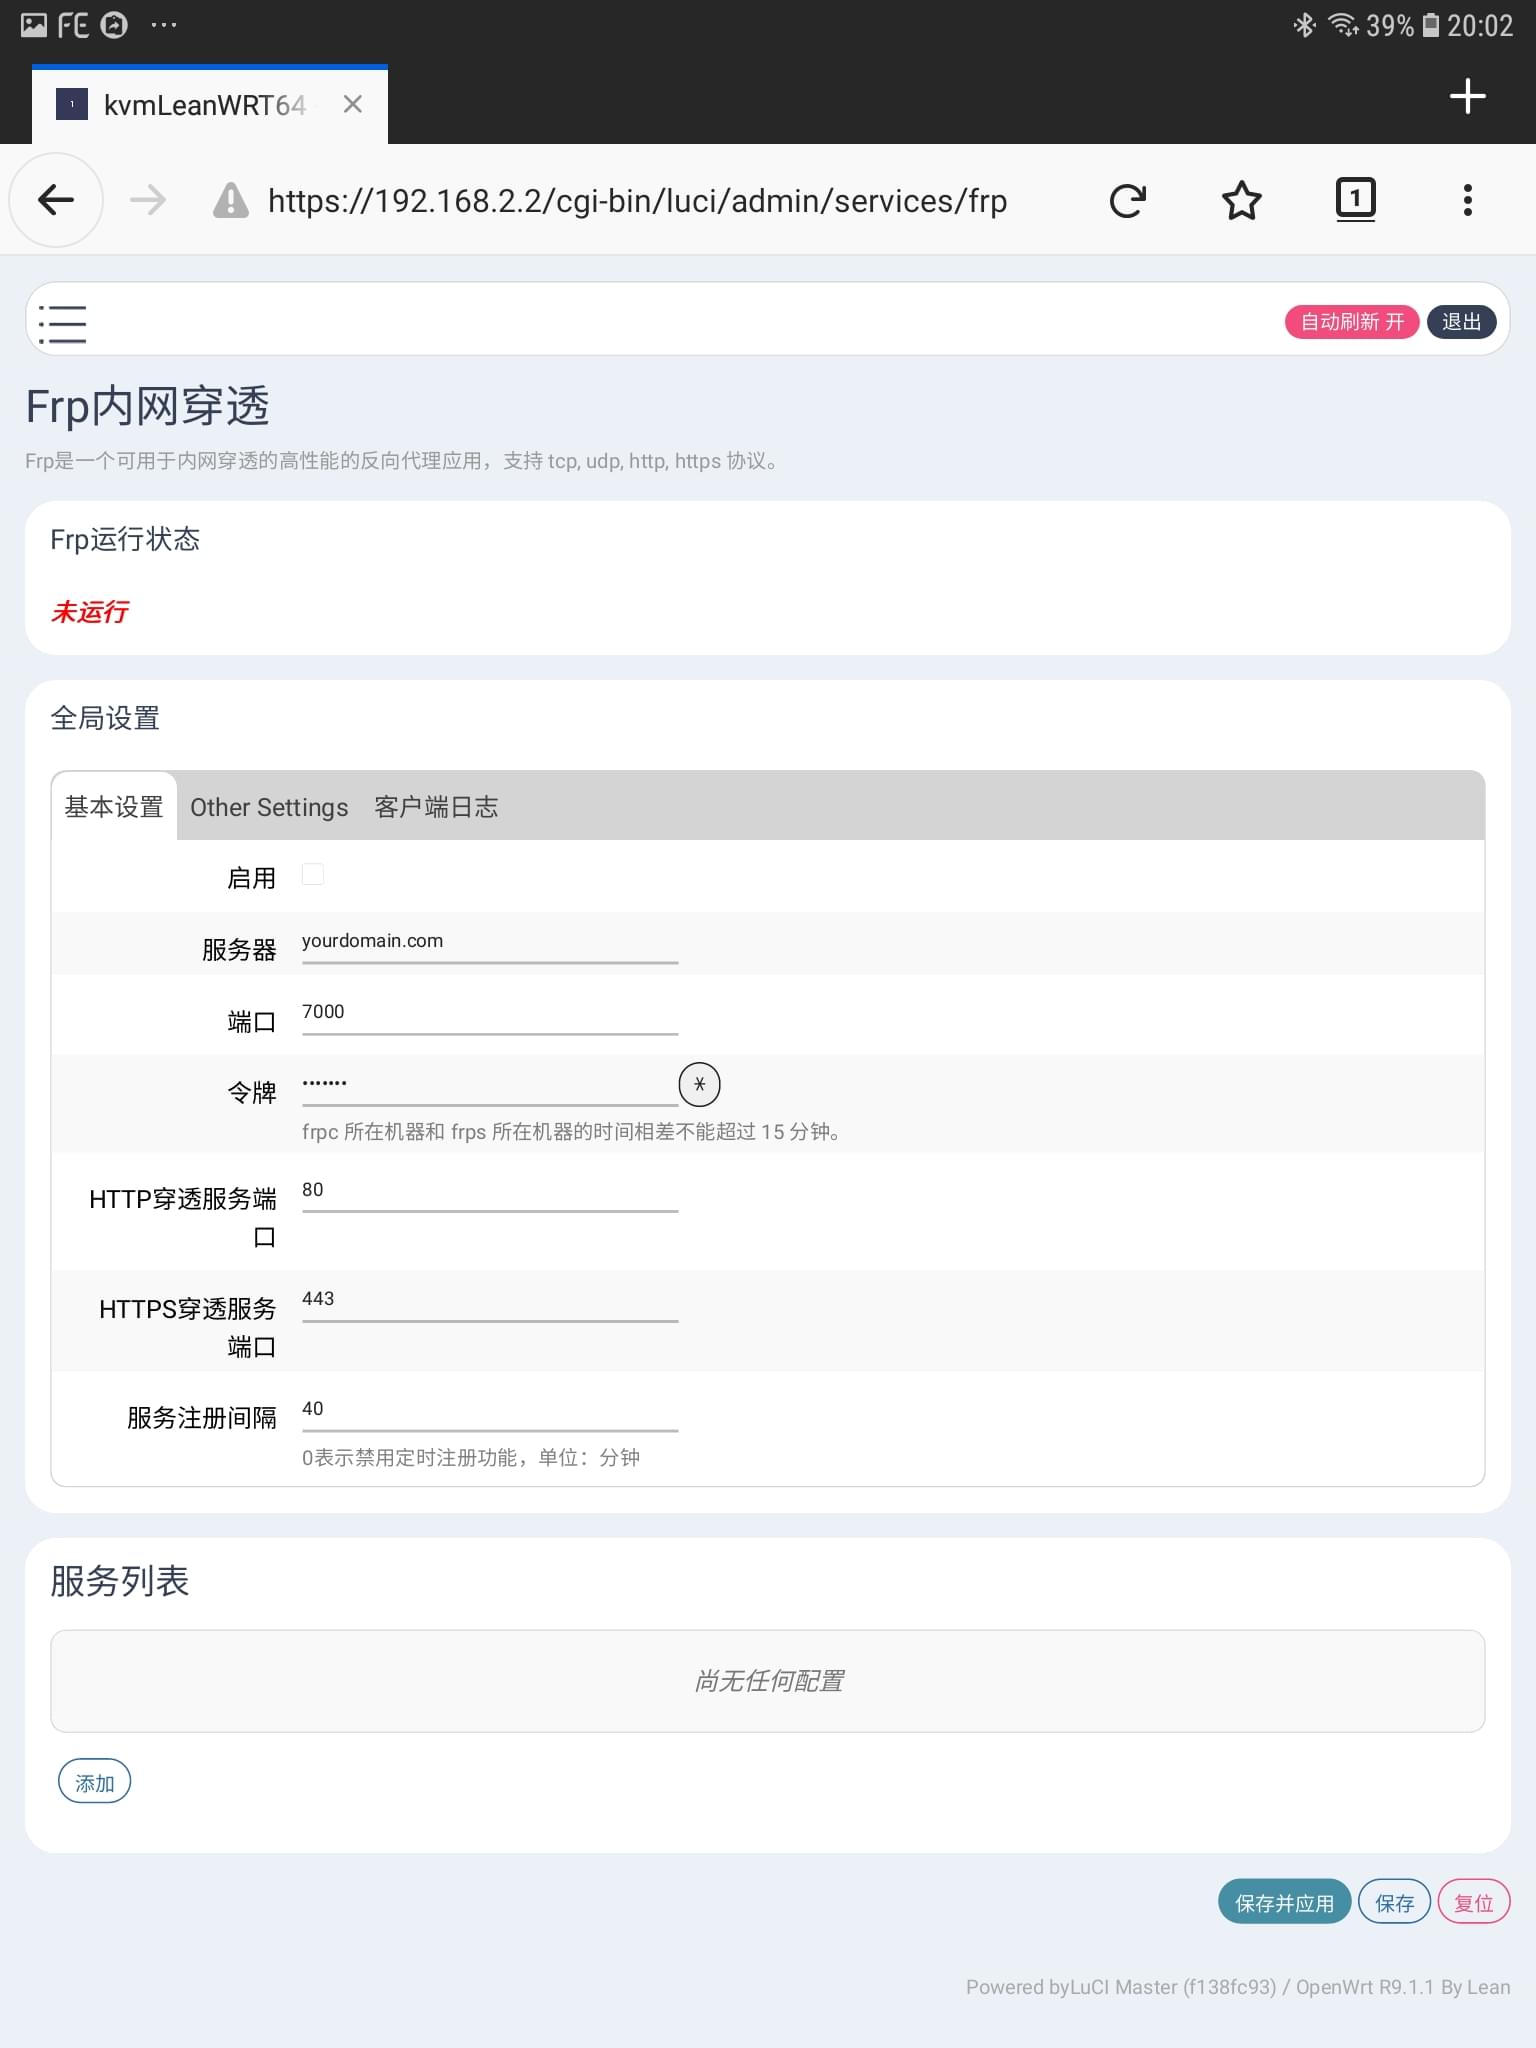 39% 20:02
kvmLeanWRT64
https://192.168.2.2/cgi-bin/luci/admin/services/frp
1
自动刷新 开 退出
Frp内网穿透
Frp是一个可用于内网穿透的高性能的反向代理应用，支持 tcp, udp, http, https 协议。
Frp运行状态
未运行
全局设置
基本设置 Other Settings 客户端日志
启用
服务器 yourdomain.com
端口 7000
令牌 •••••••
frpc 所在机器和 frps 所在机器的时间相差不能超过 15 分钟。
HTTP穿透服务端
口
80
HTTPS穿透服务
端口
443
服务注册间隔 40
0表示禁用定时注册功能，单位：分钟
服务列表
尚无任何配置
添加
保存并应用 保存 复位
Powered byLuCI Master (f138fc93) / OpenWrt R9.1.1 By Lean